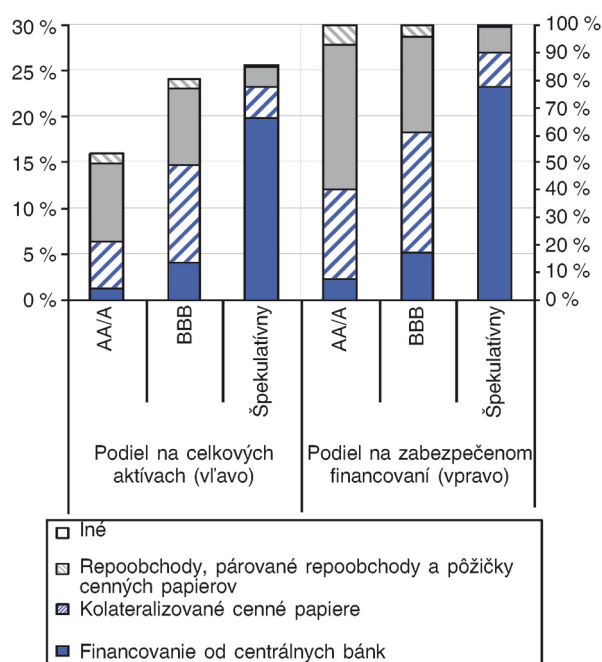 30 %
25 %
20 %
15 %
10 %
5 %
0 %
100 %
90 %
80 %
70 %
60 %
50 %
40 %
30 %
20 %
10 %
0 %
AA/A
BBB
Špekulatívny
AA/A
BBB
Špekulatívny
Podiel na celkových
aktívach (vľavo)
Podiel na zabezpečenom
financovaní (vpravo)
Iné
Repoobchody, párované repoobchody a pôžičky
cenných papierov
Kolateralizované cenné papiere
Financovanie od centrálnych bánk